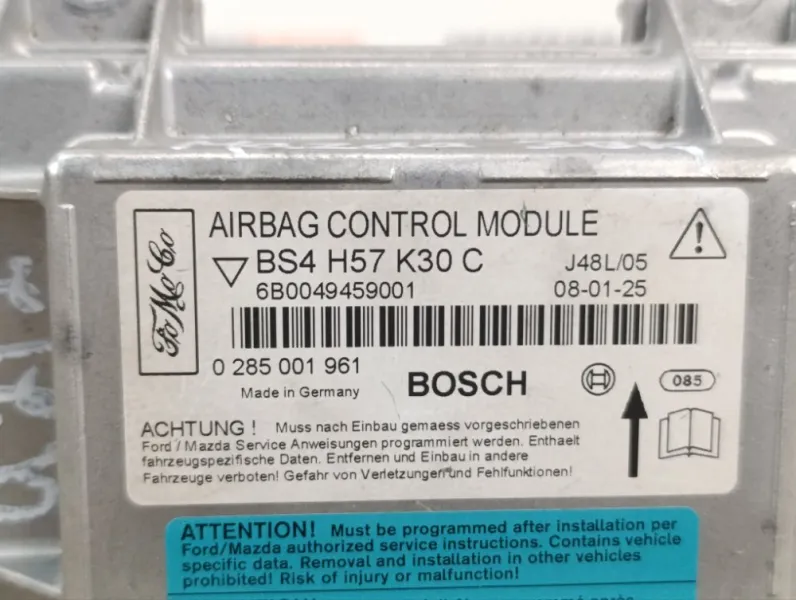 FoMoCo
AIRBAG CONTROL MODULE
BS4 H57 K30 C
J48L/05
6B0049459001
08-01-25
0 285 001 961
Made in Germany
BOSCH
085
ACHTUNG ! Muss nach Einbau gemaess vorgeschriebenen
Ford / Mazda Service Anweisungen programmiert werden. Enthaelt
fahrzeugspezifische Daten. Entfernen und Einbau in andere
Fahrzeuge verboten! Gefahr von Verletzungen und Fehlfunktionen!
ATTENTION! Must be programmed after installation per
Ford/Mazda authorized service instructions. Contains vehicle
specific data. Removal and installation in other vehicles
prohibited! Risk of injury or malfunction!